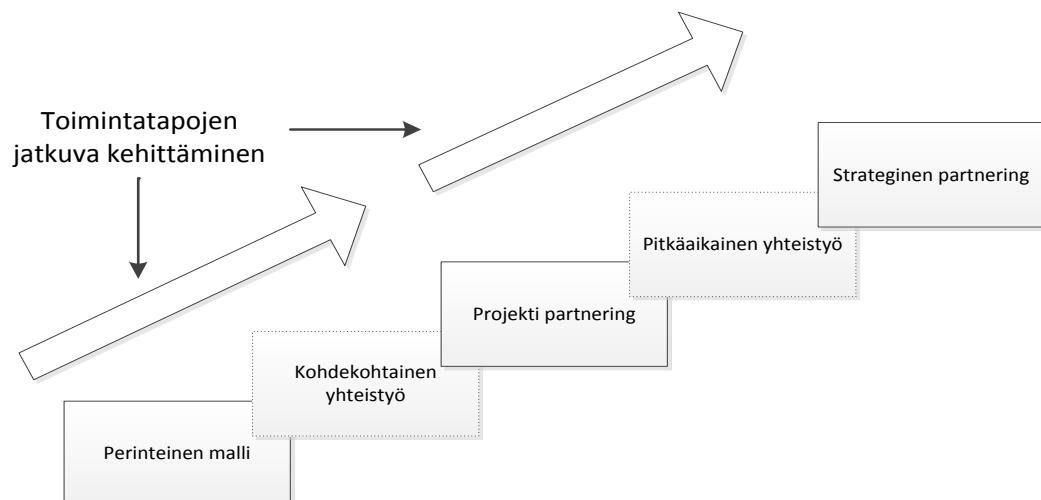 Toimintatapojen
jatkuva kehittäminen
Strateginen partnering
Pitkäaikainen yhteistyö
Projekti partnering
Kohdekohtainen
yhteistyö
Perinteinen malli